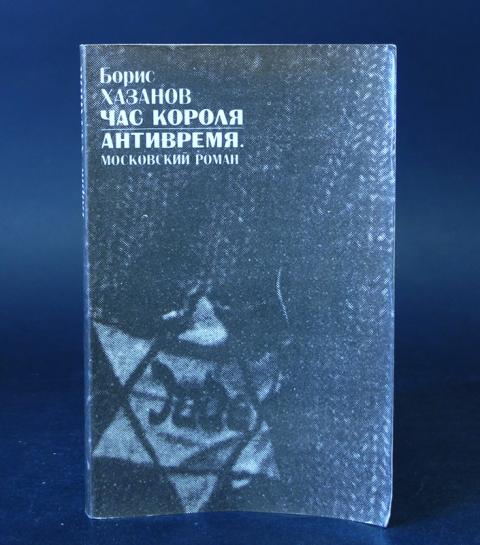 Борис
ХАЗАНОВ
ЧАС КОРОЛЯ
АНТИВРЕМЯ.
МОСКОВСКИЙ РОМАН
Jude